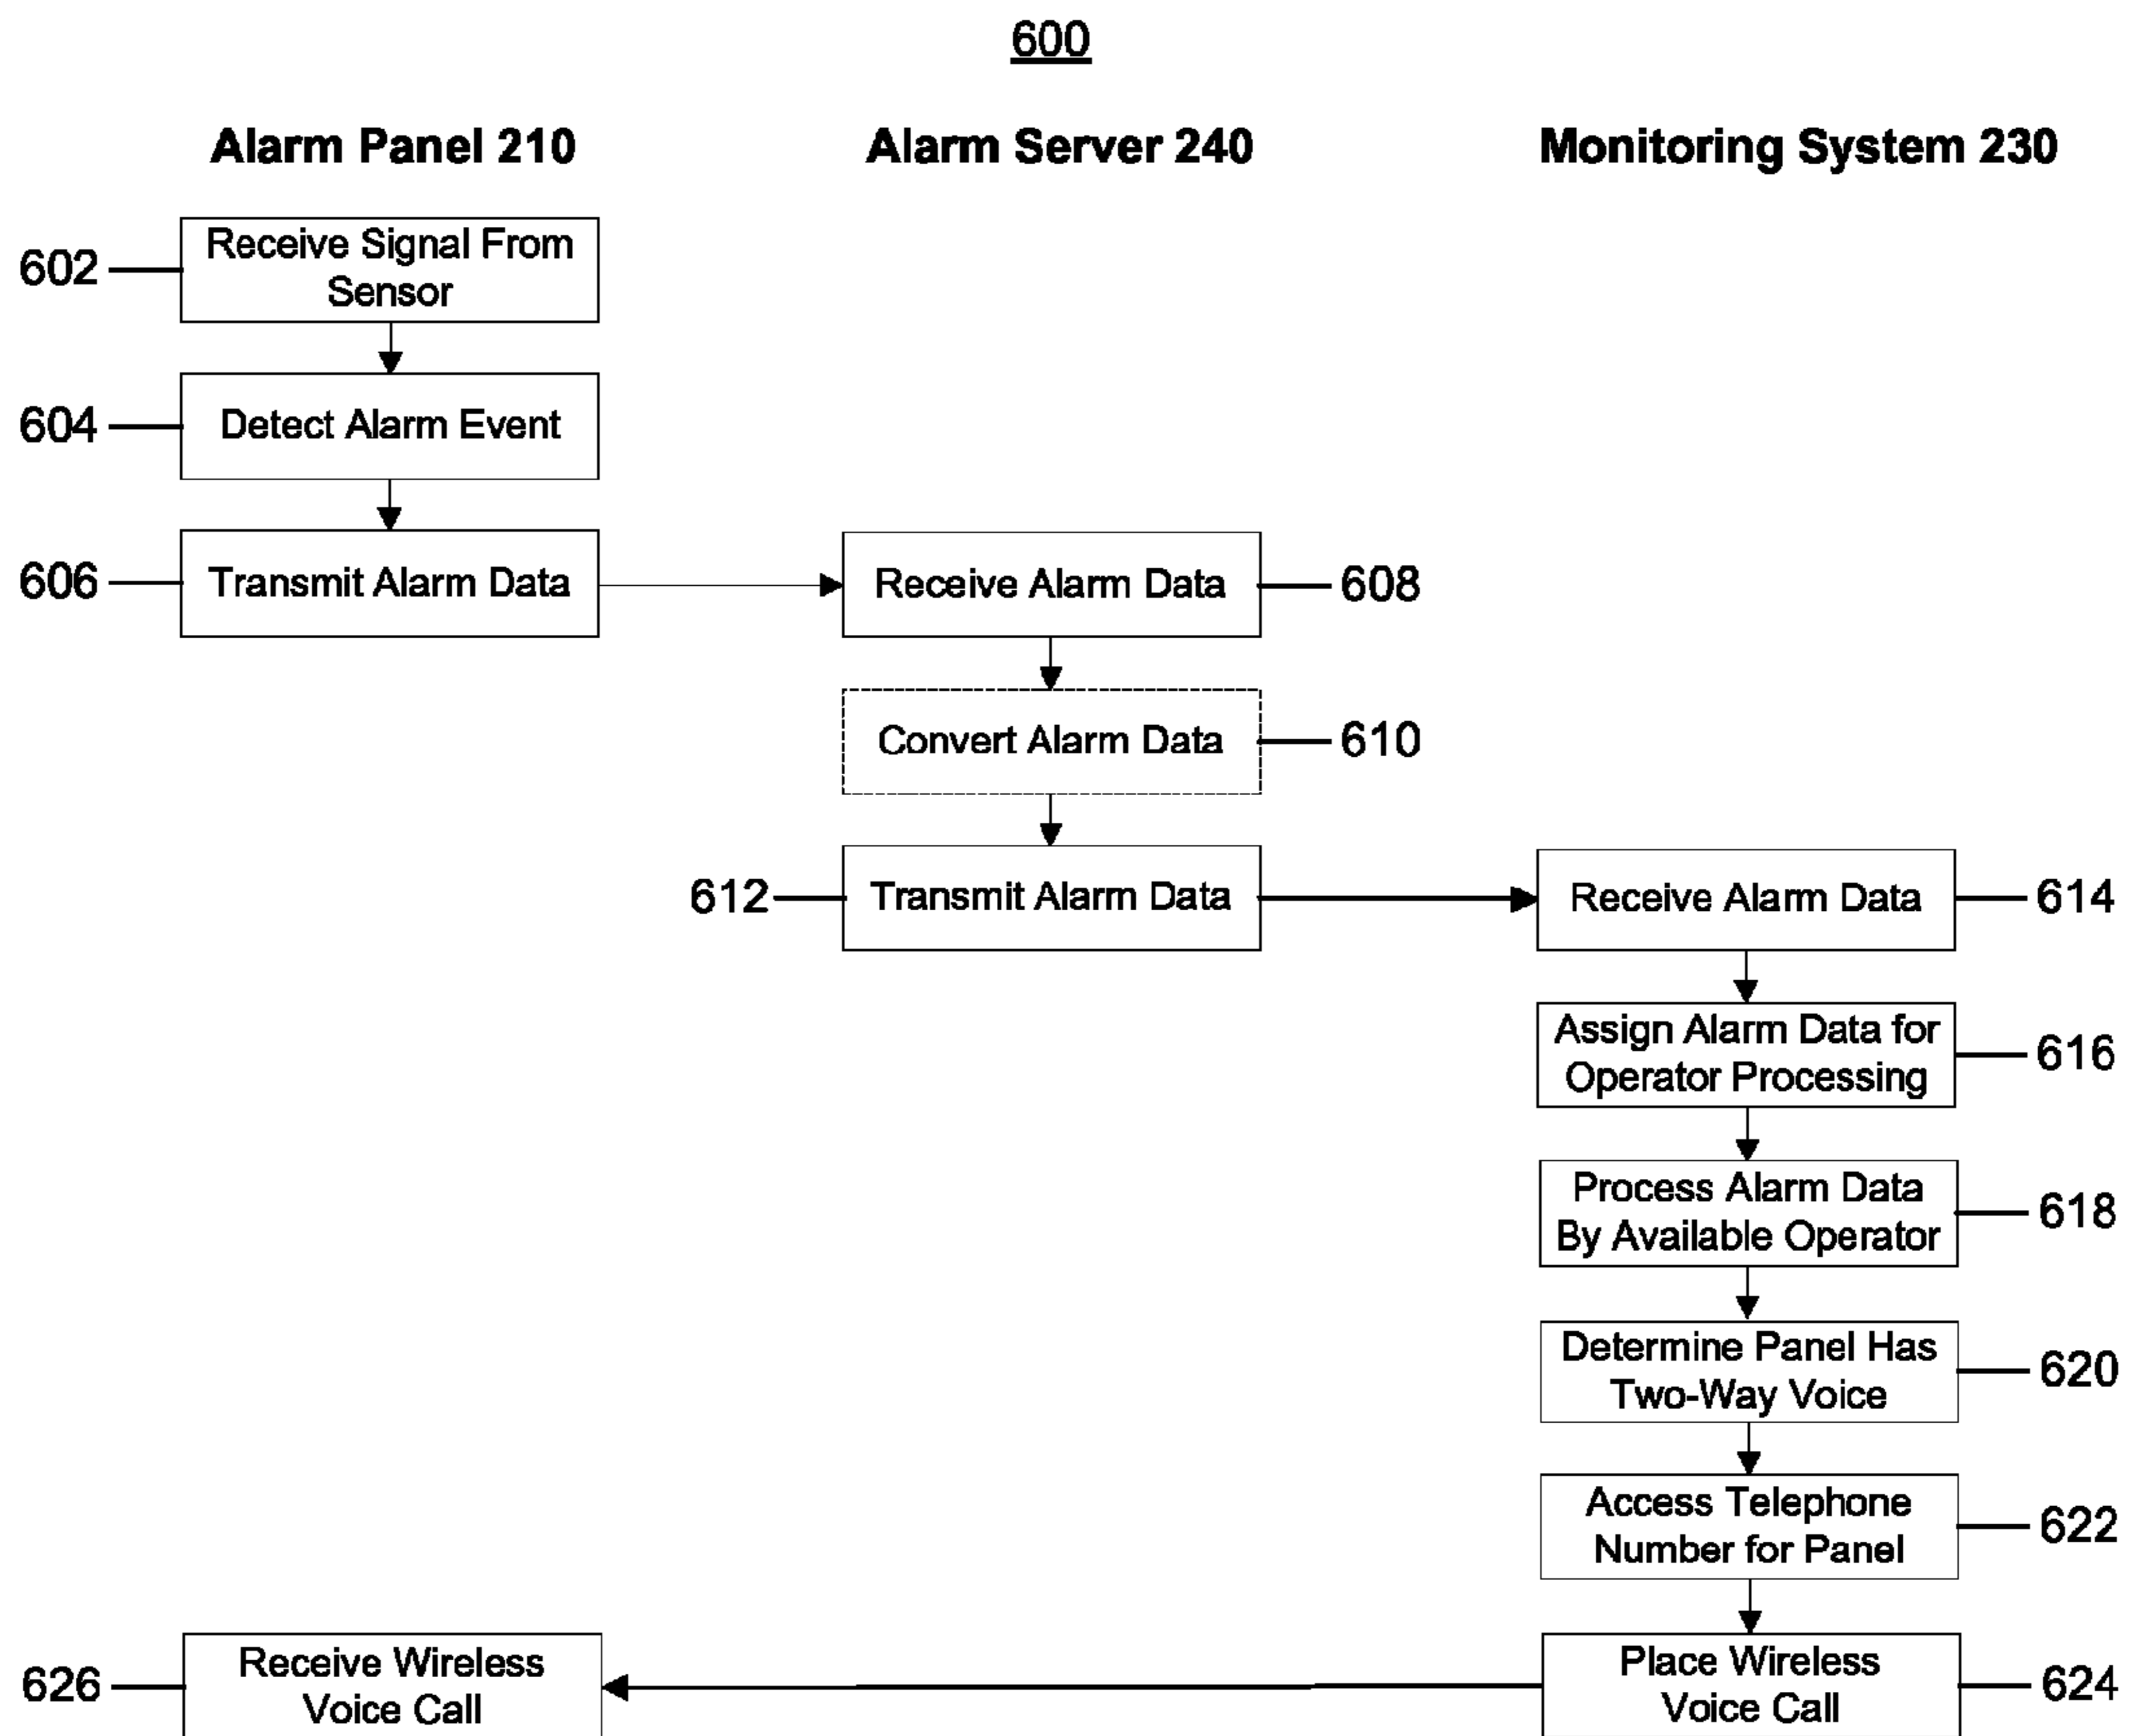 600
Alarm Panel 210
Alarm Server 240
Monitoring System 230
602
Receive Signal From
Sensor
604
Detect Alarm Event
606
Transmit Alarm Data
Receive Alarm Data
608
Convert Alarm Data
610
612
Transmit Alarm Data
Receive Alarm Data
614
Assign Alarm Data for
Operator Processing
616
Process Alarm Data
By Available Operator
618
Determine Panel Has
Two-Way Voice
620
Access Telephone
Number for Panel
622
626
Receive Wireless
Voice Call
Place Wireless
Voice Call
624